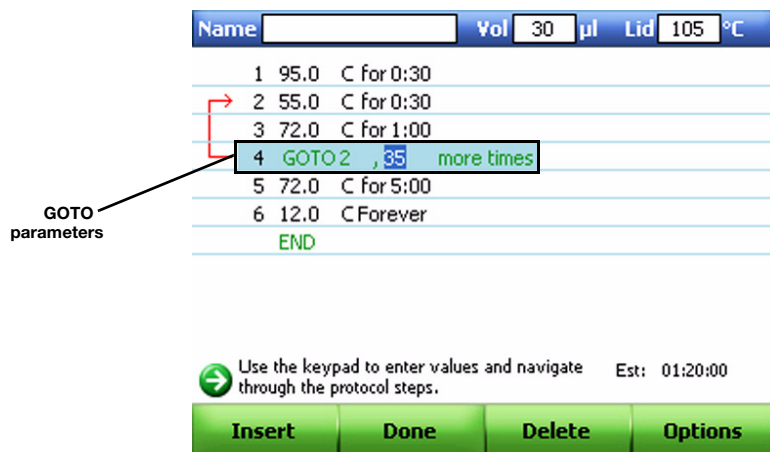 Name Vol 30 µl Lid 105 °C
1 95.0 C for 0:30
2 55.0 C for 0:30
3 72.0 C for 1:00
4 GOTO 2 , 35 more times
5 72.0 C for 5:00
6 12.0 C Forever
END
GOTO
parameters
Use the keypad to enter values and navigate
through the protocol steps.
Est: 01:20:00
Insert Done Delete Options